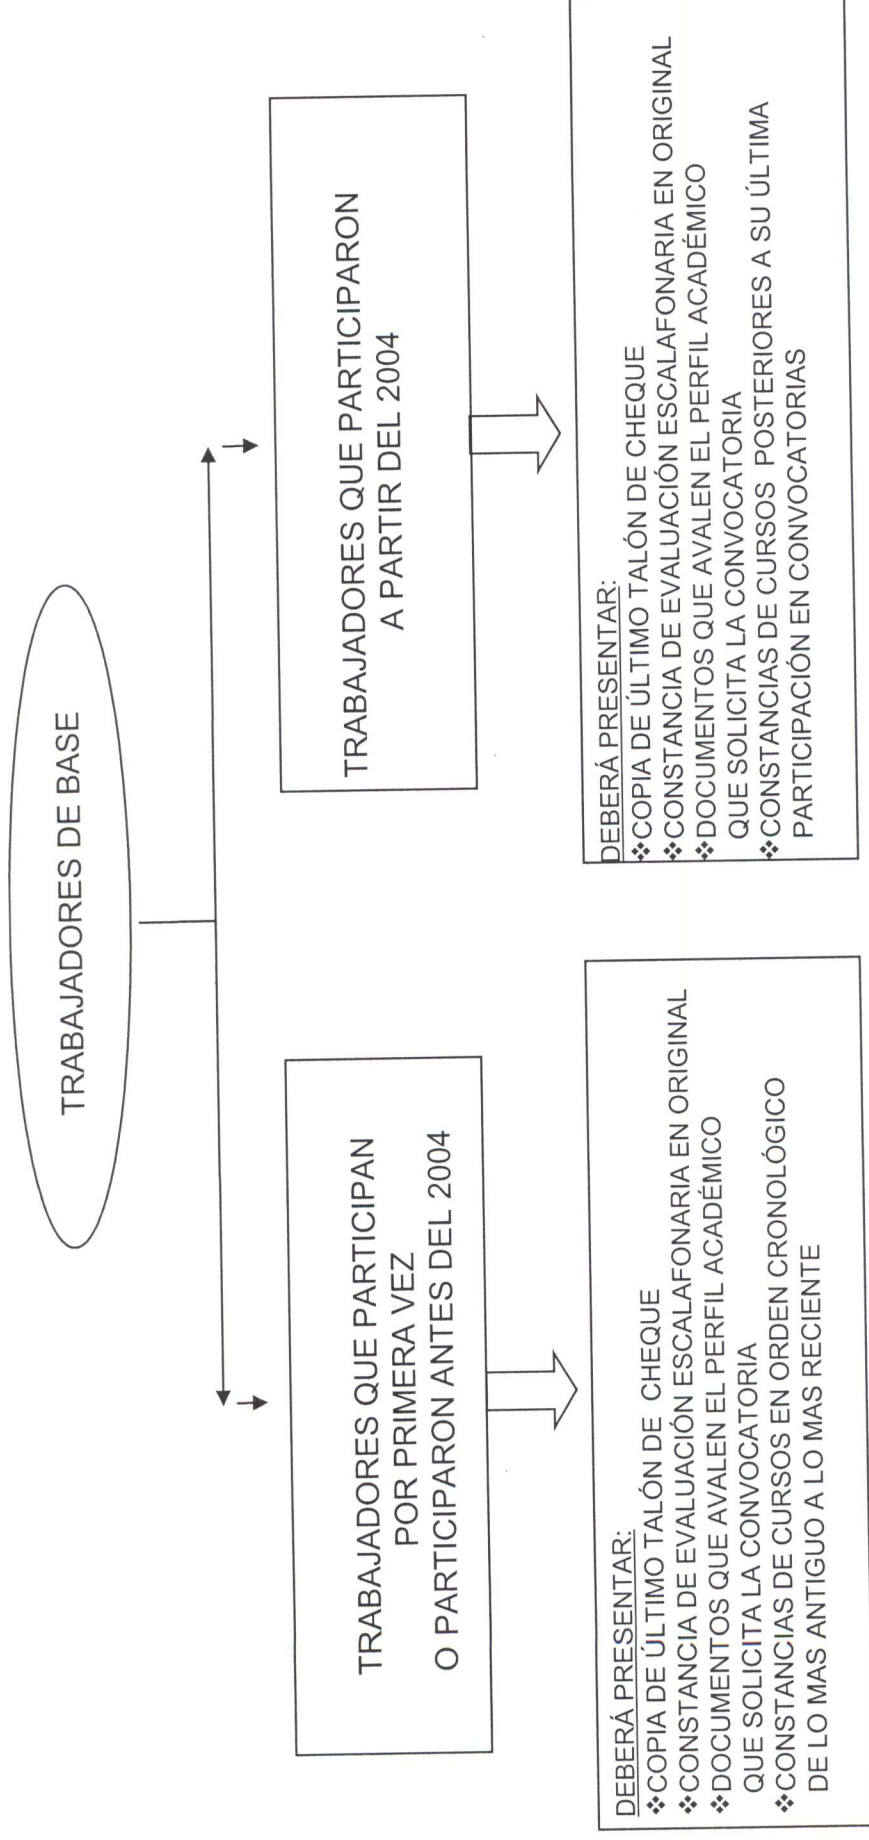 TRABAJADORES DE BASE
TRABAJADORES QUE PARTICIPAN
POR PRIMERA VEZ
O PARTICIPARON ANTES DEL 2004
DEBERÁ PRESENTAR:
❖COPIA DE ÚLTIMO TALÓN DE CHEQUE
❖CONSTANCIA DE EVALUACIÓN ESCALAFONARIA EN ORIGINAL
❖DOCUMENTOS QUE AVALEN EL PERFIL ACADÉMICO
QUE SOLICITA LA CONVOCATORIA
❖CONSTANCIAS DE CURSOS EN ORDEN CRONOLÓGICO
DE LO MAS ANTIGUO A LO MAS RECIENTE
TRABAJADORES QUE PARTICIPARON
A PARTIR DEL 2004
DEBERÁ PRESENTAR:
❖COPIA DE ÚLTIMO TALÓN DE CHEQUE
❖CONSTANCIA DE EVALUACIÓN ESCALAFONARIA EN ORIGINAL
❖DOCUMENTOS QUE AVALEN EL PERFIL ACADÉMICO
QUE SOLICITA LA CONVOCATORIA
❖CONSTANCIAS DE CURSOS POSTERIORES A SU ÚLTIMA
PARTICIPACIÓN EN CONVOCATORIAS